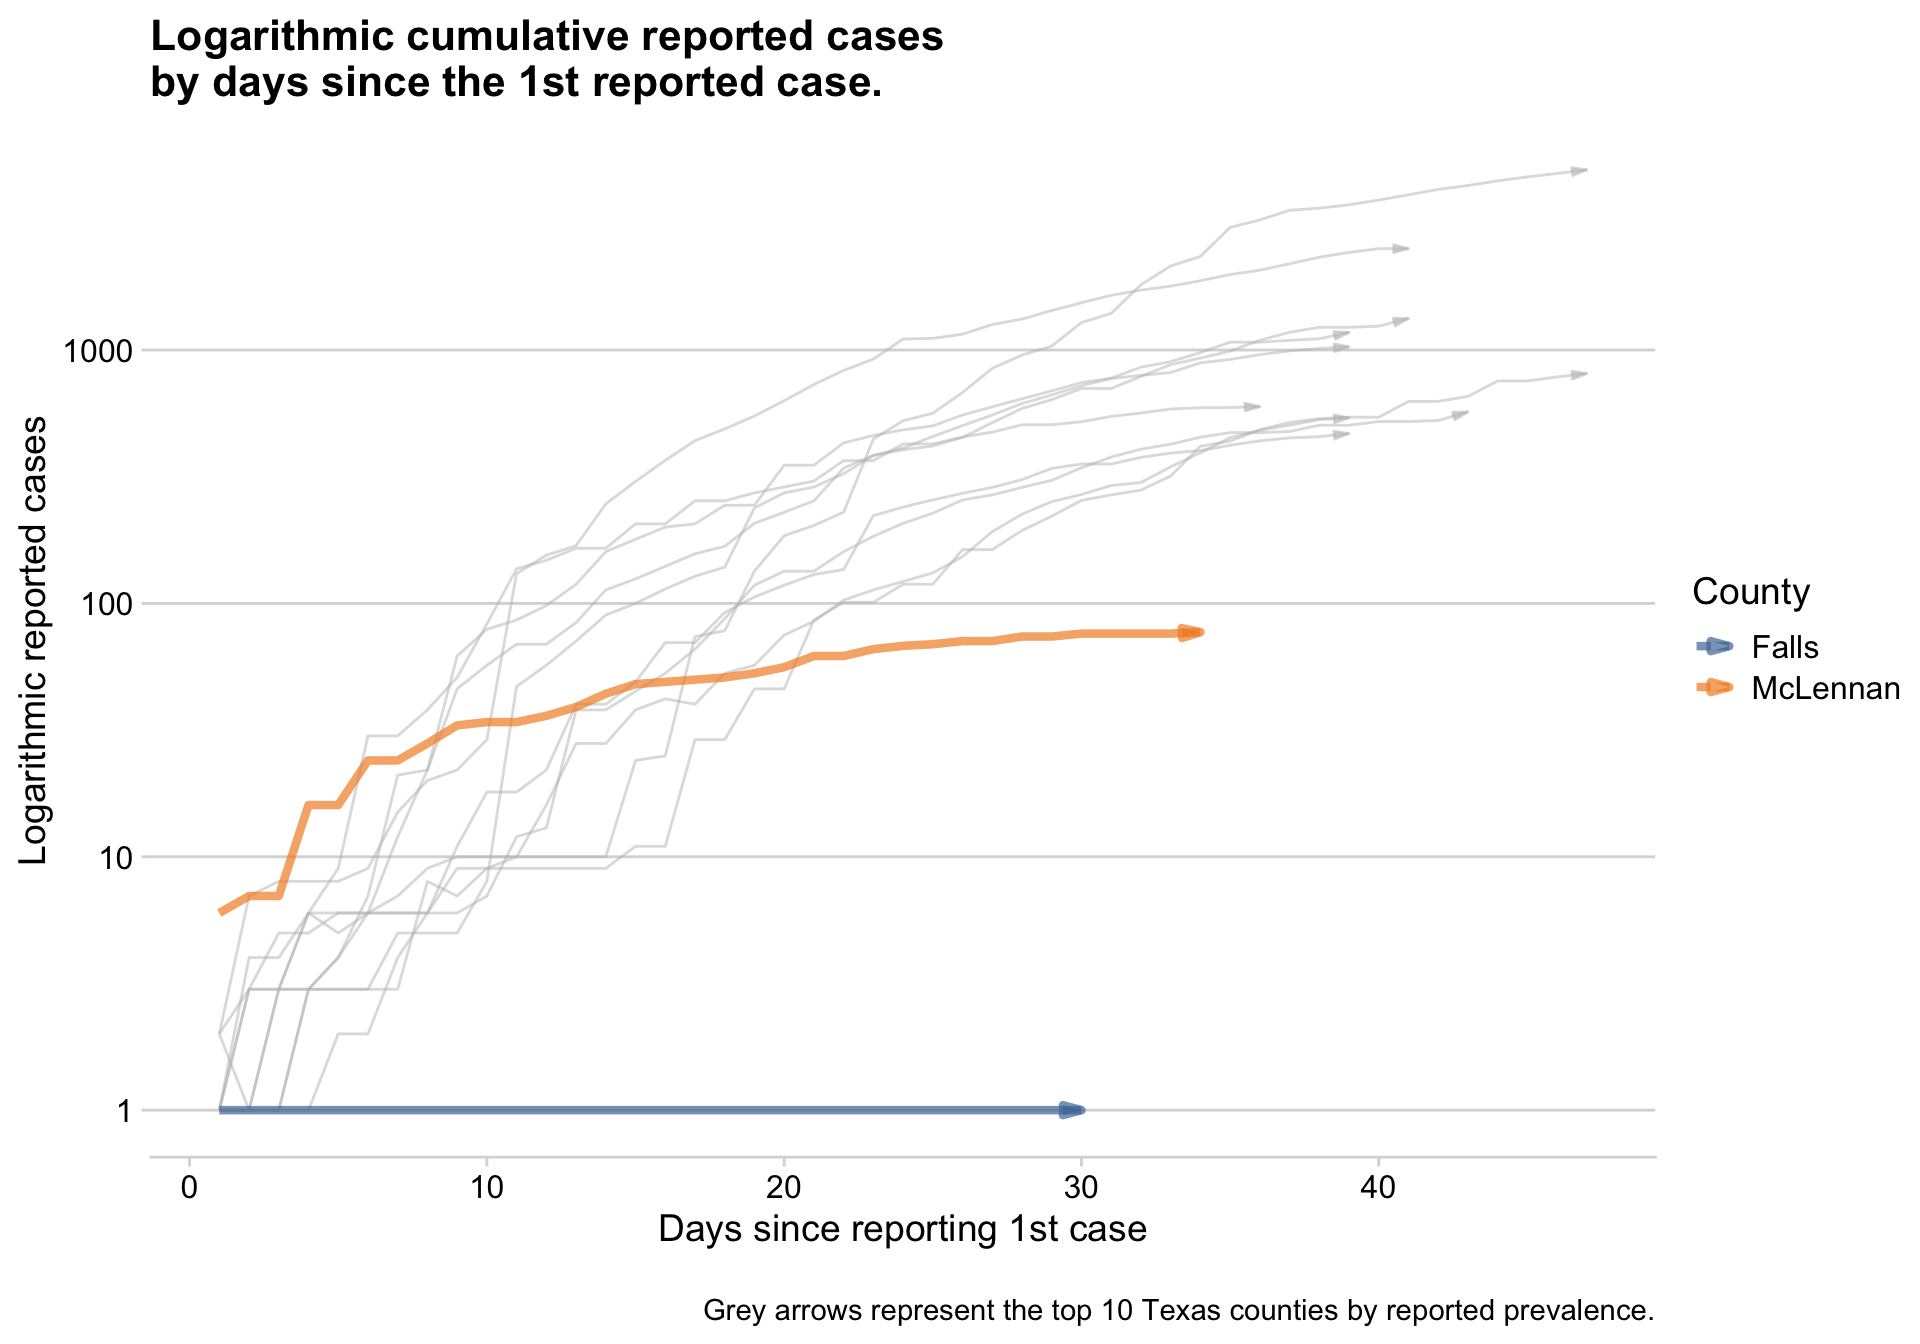 Logarithmic cumulative reported cases
by days since the 1st reported case.
Logarithmic reported cases
1000
100
10
1
0 10 20 30 40
Days since reporting 1st case
County
Falls
McLennan
Grey arrows represent the top 10 Texas counties by reported prevalence.